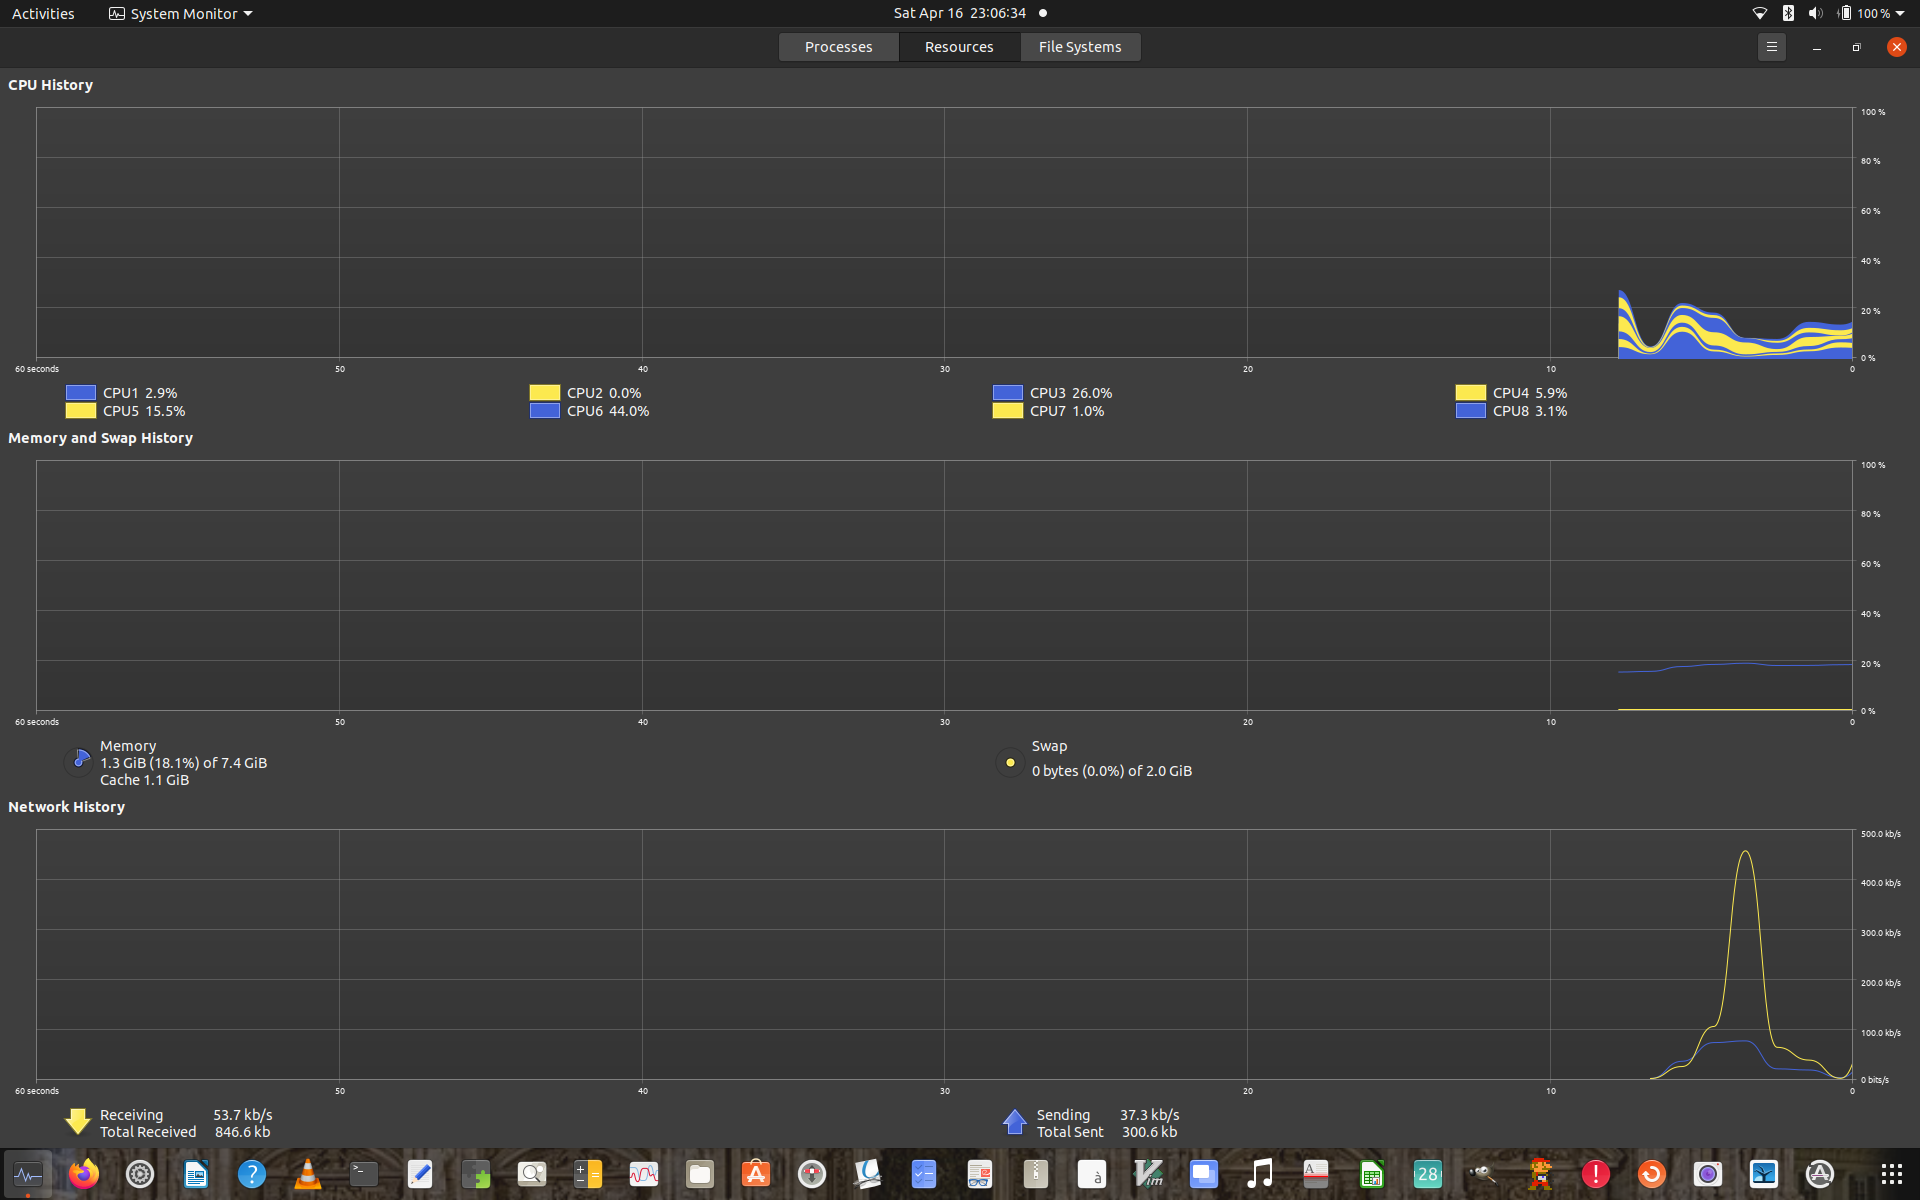 Activities System Monitor Sat Apr 16 23:06:34 100 %
Processes Resources File Systems
CPU History
100 %
80 %
60 %
40 %
20 %
0 %
60 seconds 50 40 30 20 10 0
CPU1 2.9% CPU2 0.0% CPU3 26.0% CPU4 5.9%
CPU5 15.5% CPU6 44.0% CPU7 1.0% CPU8 3.1%
Memory and Swap History
100 %
80 %
60 %
40 %
20 %
0 %
60 seconds 50 40 30 20 10 0
Memory
1.3 GiB (18.1%) of 7.4 GiB
Cache 1.1 GiB
Swap
0 bytes (0.0%) of 2.0 GiB
Network History
500.0 kb/s
400.0 kb/s
300.0 kb/s
200.0 kb/s
100.0 kb/s
0 bits/s
60 seconds 50 40 30 20 10 0
Receiving 53.7 kb/s
Total Received 846.6 kb
Sending 37.3 kb/s
Total Sent 300.6 kb
? >_ à Vim A 28 !